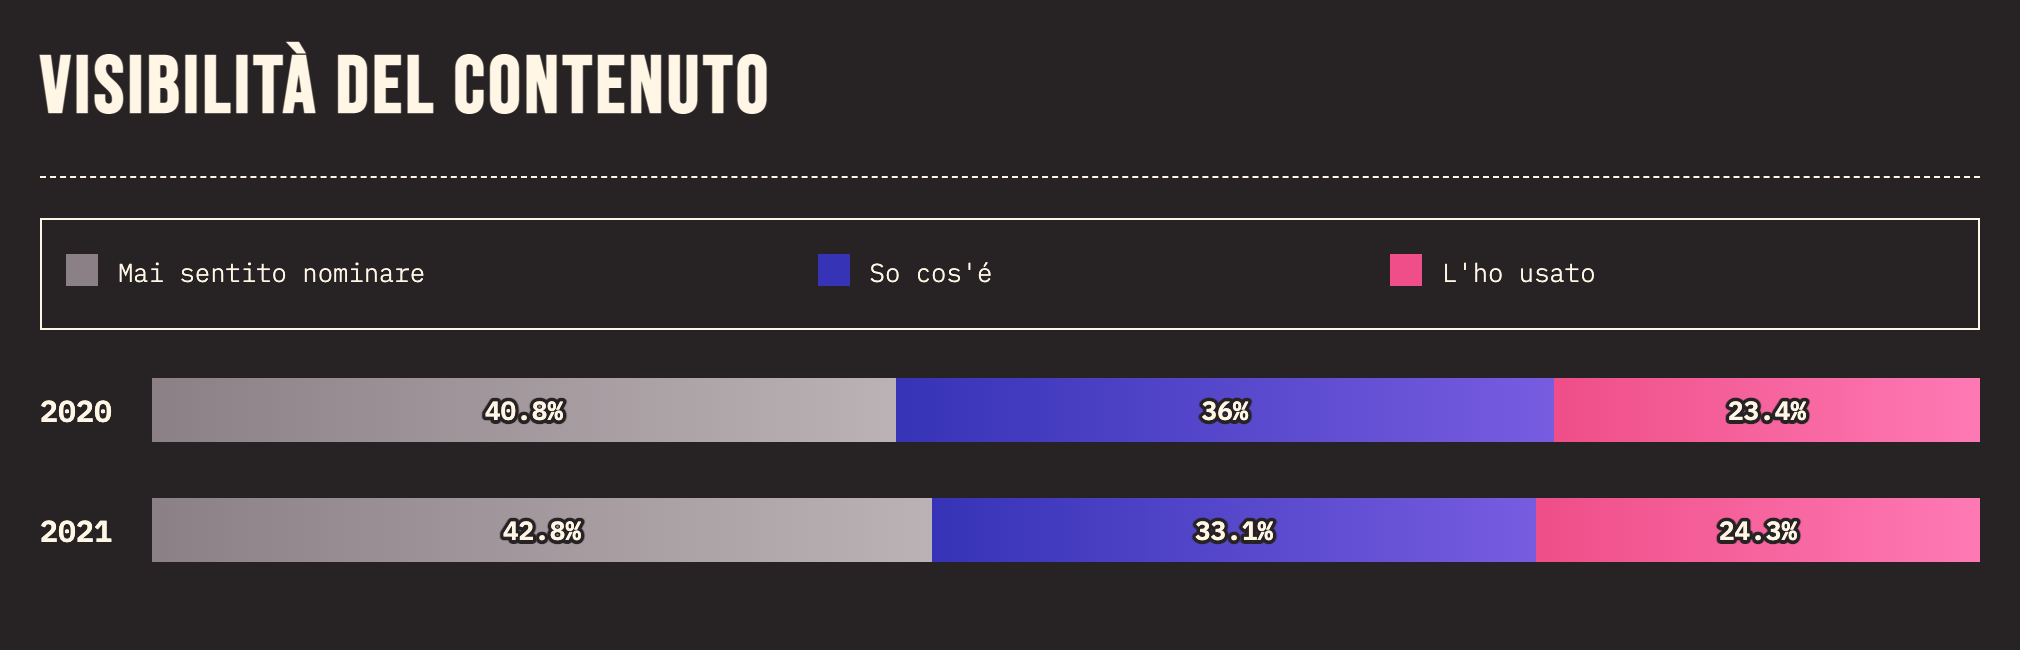 VISIBILITÀ DEL CONTENUTO
Mai sentito nominare So cos'é L'ho usato
2020 40.8% 36% 23.4%
2021 42.8% 33.1% 24.3%